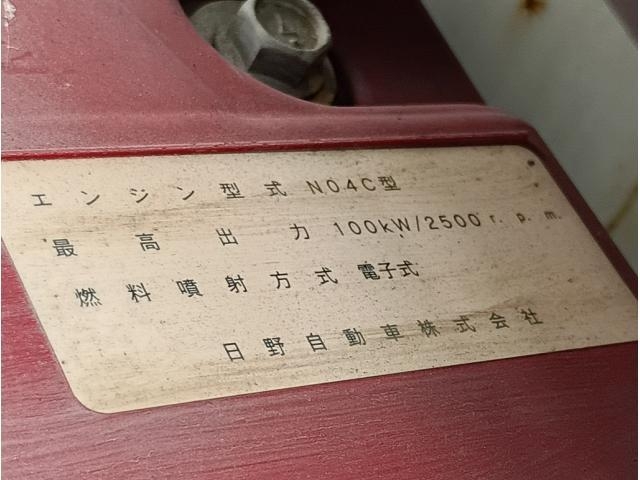 エンジン型式 N04C型
最高出力 100kW/2500r.p.m.
燃料噴射方式 電子式
日野自動車株式会社